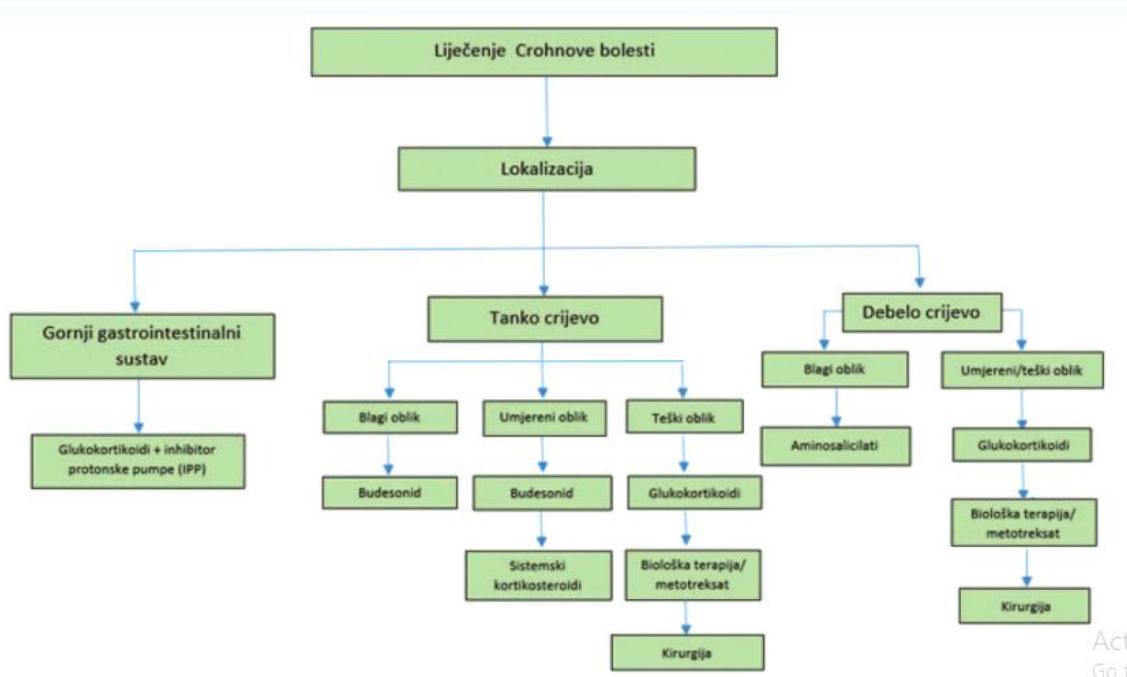 Liječenje Crohnove bolesti
Lokalizacija
Gornji gastrointestinalni
sustav
Tanko crijevo
Debelo crijevo
Glukokortikoidi + inhibitor
protonske pumpe (IPP)
Blagi oblik
Umjereni oblik
Teški oblik
Blagi oblik
Umjereni/teški oblik
Budesonid
Budesonid
Glukokortikoidi
Aminosalicilati
Glukokortikoidi
Sistemski
kortikosteroidi
Biološka terapija/
metotreksat
Biološka terapija/
metotreksat
Kirurgija
Kirurgija
Act
Go t